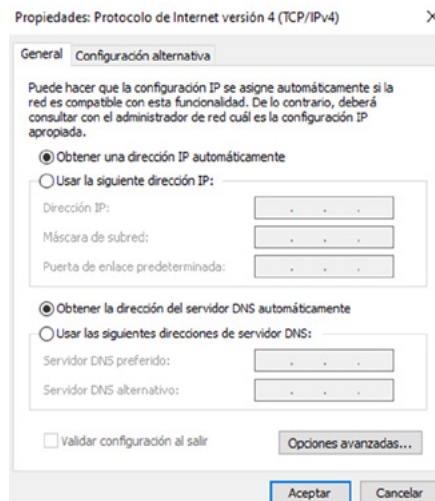 Propiedades: Protocolo de Internet versión 4 (TCP/IPv4)
General
Configuración alternativa
Puede hacer que la configuración IP se asigne automáticamente si la
red es compatible con esta funcionalidad. De lo contrario, deberá
consultar con el administrador de red cuál es la configuración IP
apropiada.
Obtener una dirección IP automáticamente
Usar la siguiente dirección IP:
Dirección IP:
Máscara de subred:
Puerta de enlace predeterminada:
Obtener la dirección del servidor DNS automáticamente
Usar las siguientes direcciones de servidor DNS:
Servidor DNS preferido:
Servidor DNS alternativo:
Validar configuración al salir
Opciones avanzadas...
Aceptar
Cancelar